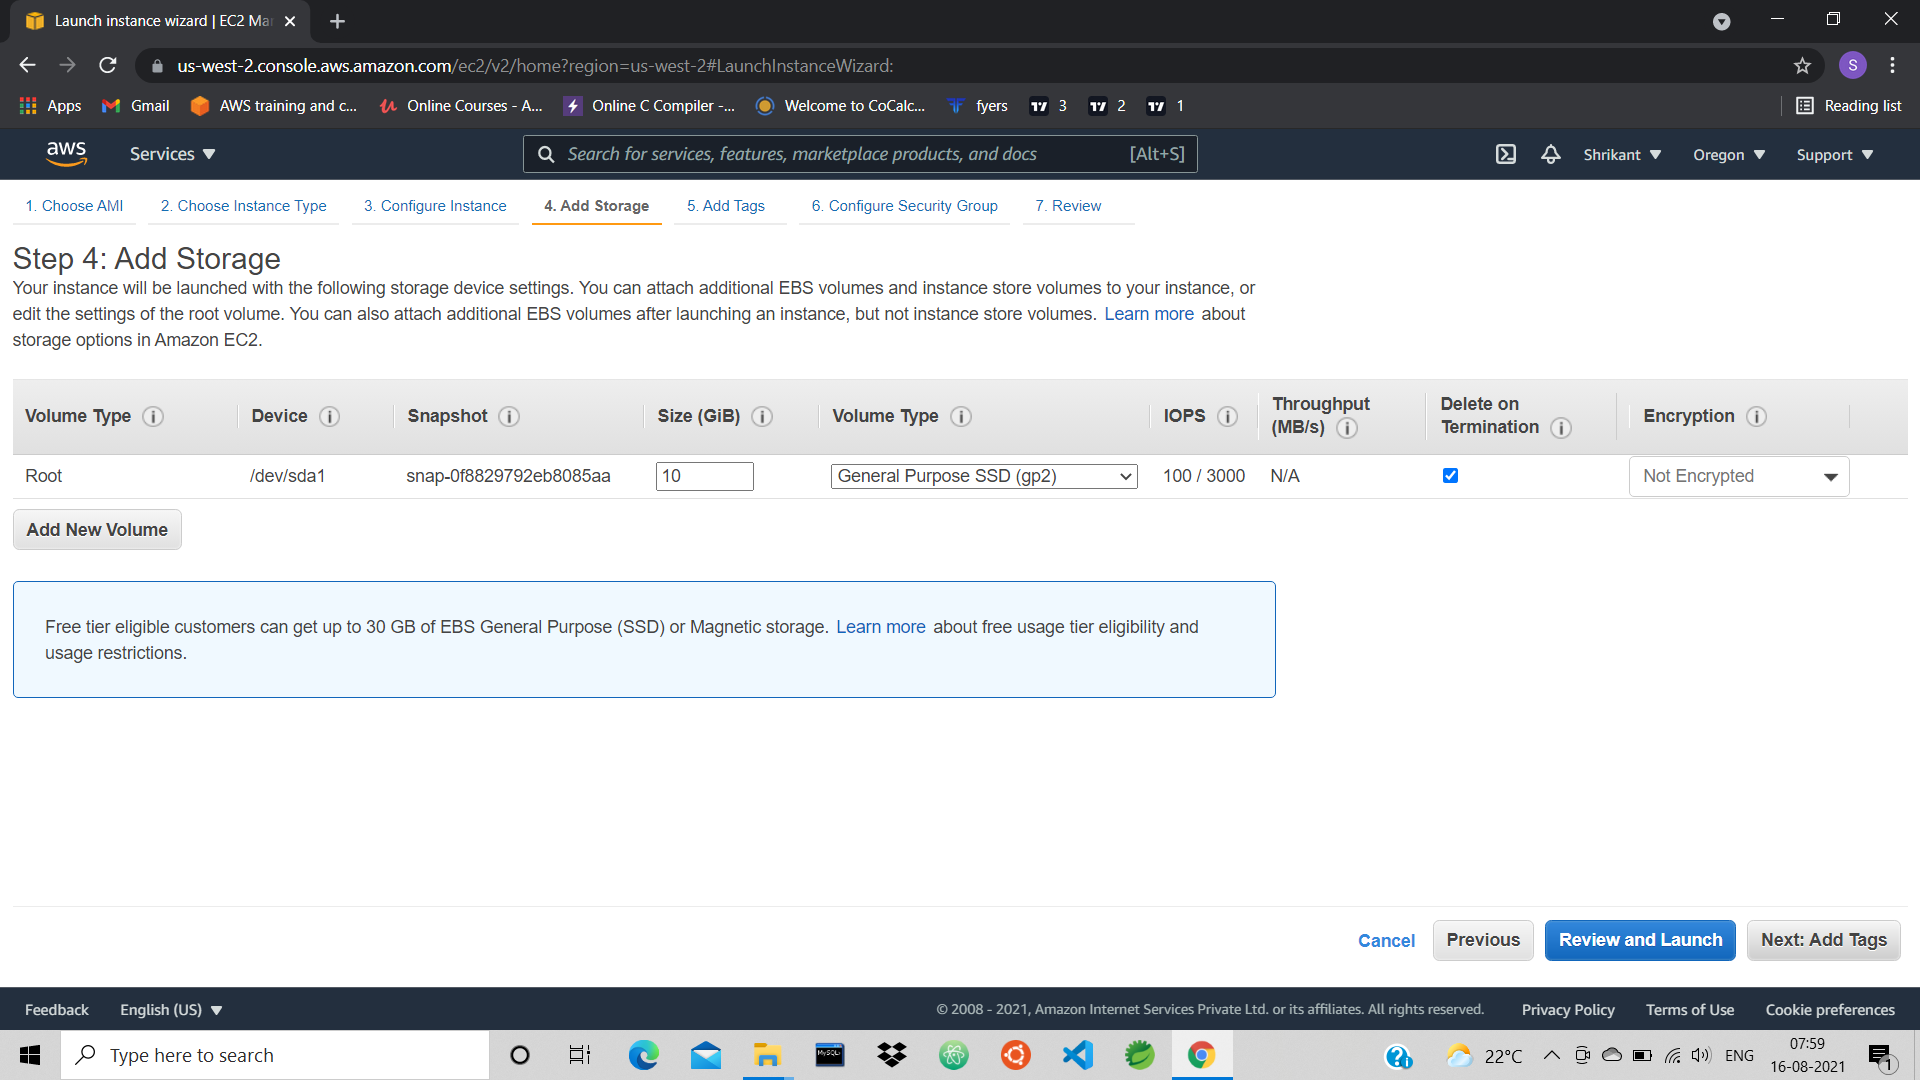 Launch instance wizard | EC2 Ma
us-west-2.console.aws.amazon.com/ec2/v2/home?region=us-west-2#LaunchInstanceWizard:
S
Apps Gmail AWS training and c... Online Courses - A... Online C Compiler -... Welcome to CoCalc... fyers 3 2 1 Reading list
aws Services Search for services, features, marketplace products, and docs [Alt+S] Shrikant Oregon Support
1. Choose AMI 2. Choose Instance Type 3. Configure Instance 4. Add Storage 5. Add Tags 6. Configure Security Group 7. Review
Step 4: Add Storage
Your instance will be launched with the following storage device settings. You can attach additional EBS volumes and instance store volumes to your instance, or
edit the settings of the root volume. You can also attach additional EBS volumes after launching an instance, but not instance store volumes. Learn more about
storage options in Amazon EC2.
Volume Type Device Snapshot Size (GiB) Volume Type IOPS Throughput (MB/s) Delete on Termination Encryption
Root /dev/sda1 snap-0f8829792eb8085aa 10 General Purpose SSD (gp2) 100 / 3000 N/A Not Encrypted
Add New Volume
Free tier eligible customers can get up to 30 GB of EBS General Purpose (SSD) or Magnetic storage. Learn more about free usage tier eligibility and
usage restrictions.
Cancel Previous Review and Launch Next: Add Tags
Feedback English (US) © 2008 - 2021, Amazon Internet Services Private Ltd. or its affiliates. All rights reserved. Privacy Policy Terms of Use Cookie preferences
Type here to search 22°C ENG 07:59
16-08-2021 1